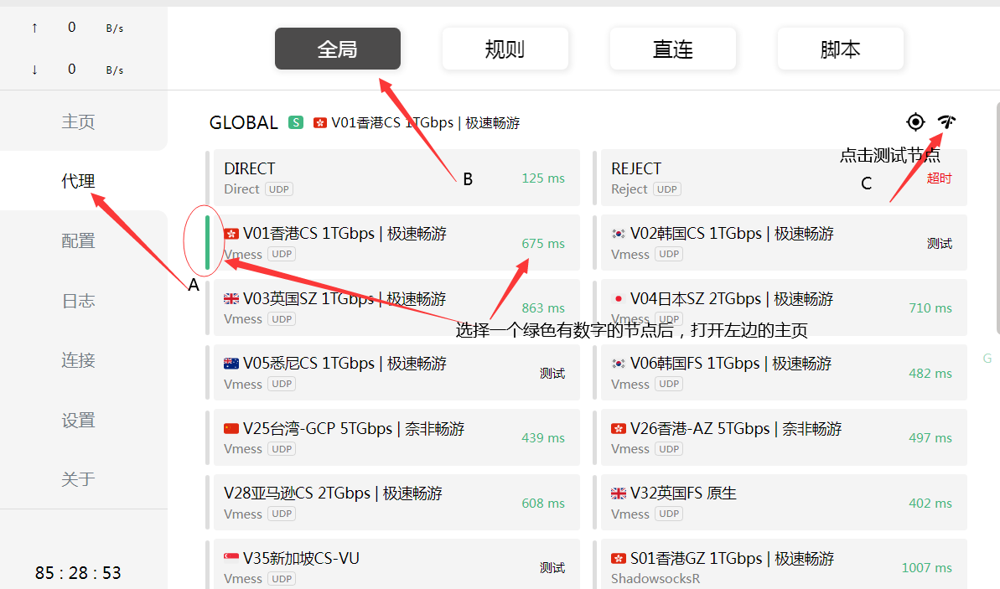 ↑ 0 B/s
↓ 0 B/s
主页
代理
配置
日志
连接
设置
关于
85 : 28 : 53
全局 规则 直连 脚本
GLOBAL S V01香港CS 1TGbps | 极速畅游
点击测试节点
A
B
C
DIRECT
Direct UDP 125 ms
REJECT
Reject UDP 超时
V01香港CS 1TGbps | 极速畅游
Vmess UDP 675 ms
V02韩国CS 1TGbps | 极速畅游
Vmess UDP 测试
V03英国SZ 1TGbps | 极速畅游
Vmess UDP 863 ms
V04日本SZ 2TGbps | 极速畅游
Vmess UDP 710 ms
选择一个绿色有数字的节点后，打开左边的主页
V05悉尼CS 1TGbps | 极速畅游
Vmess UDP 测试
V06韩国FS 1TGbps | 极速畅游
Vmess UDP 482 ms
G
V25台湾-GCP 5TGbps | 奈非畅游
Vmess UDP 439 ms
V26香港-AZ 5TGbps | 奈非畅游
Vmess UDP 497 ms
V28亚马逊CS 2TGbps | 极速畅游
Vmess UDP 608 ms
V32英国FS 原生
Vmess UDP 402 ms
V35新加坡CS-VU
Vmess UDP 测试
S01香港GZ 1TGbps | 极速畅游
ShadowsocksR 1007 ms